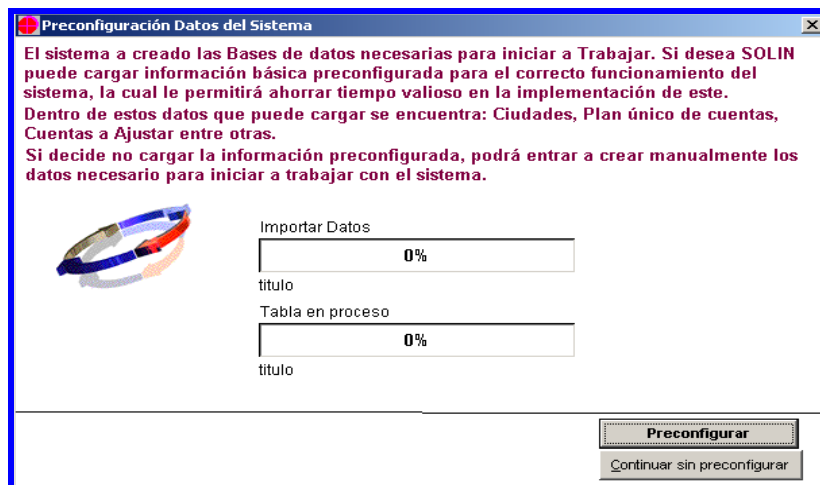 Preconfiguración Datos del Sistema
El sistema a creado las Bases de datos necesarias para iniciar a Trabajar. Si desea SOLIN
puede cargar información básica preconfigurada para el correcto funcionamiento del
sistema, la cual le permitirá ahorrar tiempo valioso en la implementación de este.
Dentro de estos datos que puede cargar se encuentra: Ciudades, Plan único de cuentas,
Cuentas a Ajustar entre otras.
Si decide no cargar la información preconfigurada, podrá entrar a crear manualmente los
datos necesario para iniciar a trabajar con el sistema.
Importar Datos
0%
titulo
Tabla en proceso
0%
titulo
Preconfigurar
Continuar sin preconfigurar